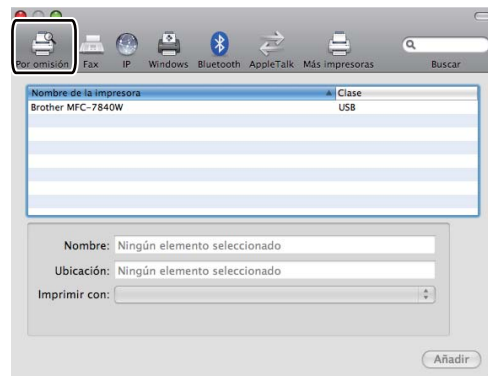 Por omisión Fax IP Windows Bluetooth AppleTalk Más impresoras Buscar
Nombre de la impresora Clase
Brother MFC-7840W USB
Nombre: Ningún elemento seleccionado
Ubicación: Ningún elemento seleccionado
Imprimir con:
Añadir